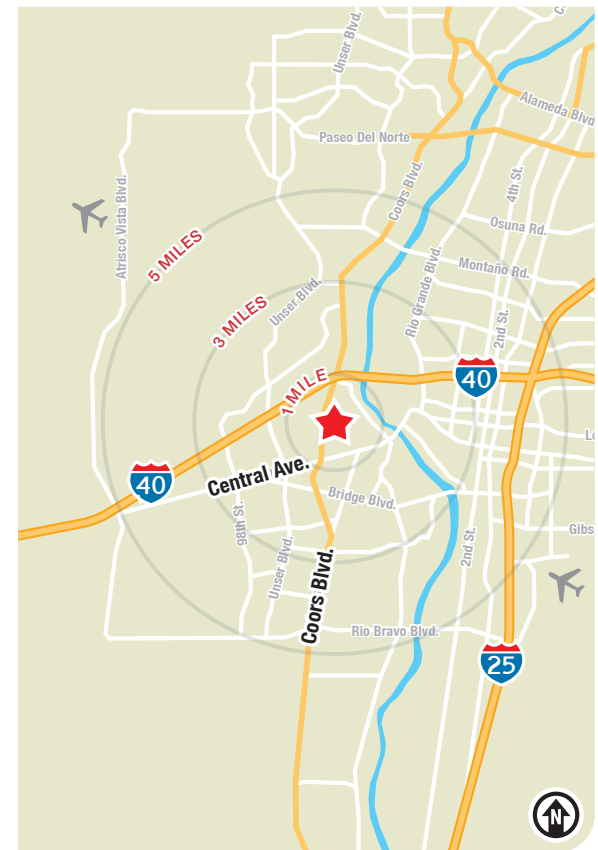 Unser Blvd.
C
Alameda Blvd
Paseo Del Norte
Coors Blvd.
4th St.
Atrisco Vista Blvd.
Osuna Rd.
5 MILES
Montaño Rd.
Rio Grande Blvd.
Unser Blvd.
3 MILES
2nd St.
1 MILE
40
Lo
Central Ave.
40
Bridge Blvd.
98th St.
Gibs
2nd St.
Unser Blvd.
Coors Blvd.
Rio Bravo Blvd.
25
N